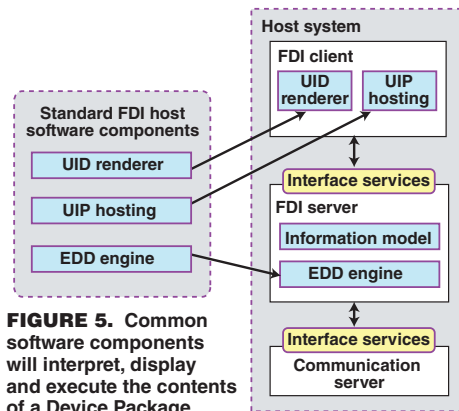 Host system
FDI client
UID
renderer
UIP
hosting
Standard FDI host
software components
UID renderer
UIP hosting
EDD engine
Interface services
FDI server
Information model
EDD engine
Interface services
Communication
server
FIGURE 5. Common
software components
will interpret, display
and execute the contents
of a Device Package